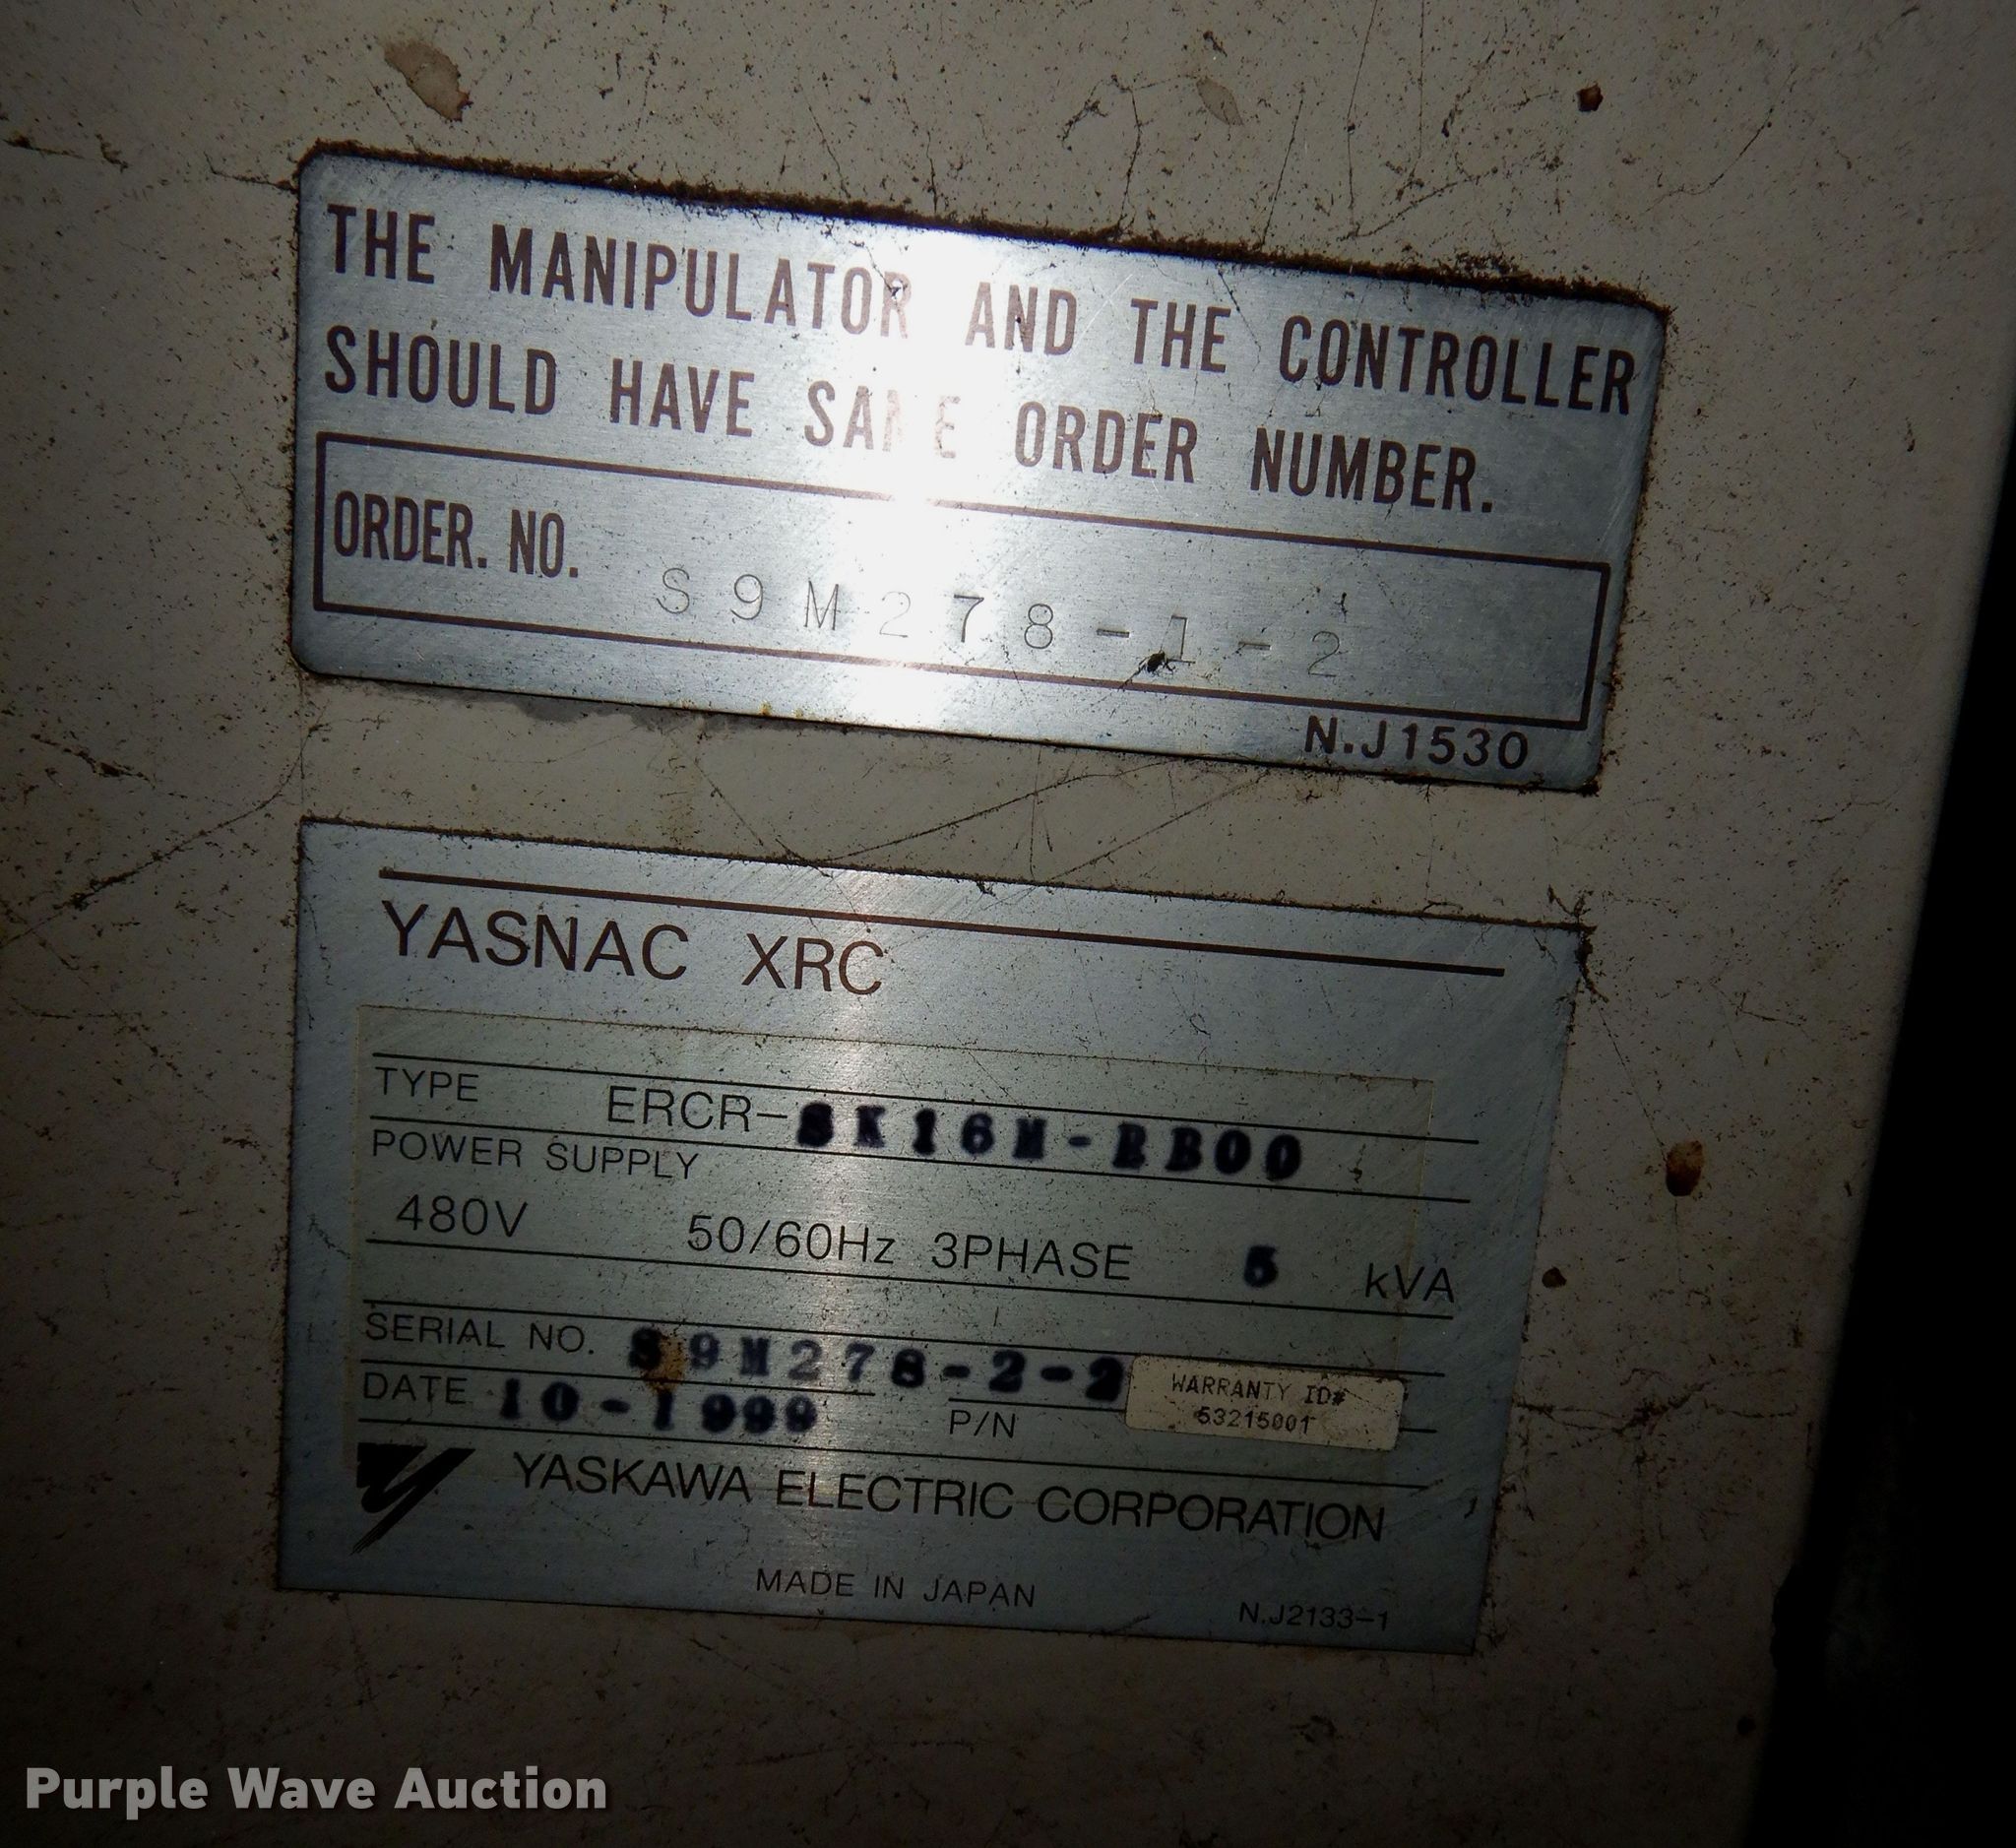 THE MANIPULATOR AND THE CONTROLLER
SHOULD HAVE SAME ORDER NUMBER.
ORDER. NO. S9M278-1-2
N.J1530
YASNAC XRC
TYPE ERCR-SK16M-RB00
POWER SUPPLY
480V 50/60Hz 3PHASE 5 kVA
SERIAL NO. S9M278-2-2
DATE 10-1999 P/N
WARRANTY ID#
53215001
YASKAWA ELECTRIC CORPORATION
MADE IN JAPAN
N.J2133-1
Purple Wave Auction